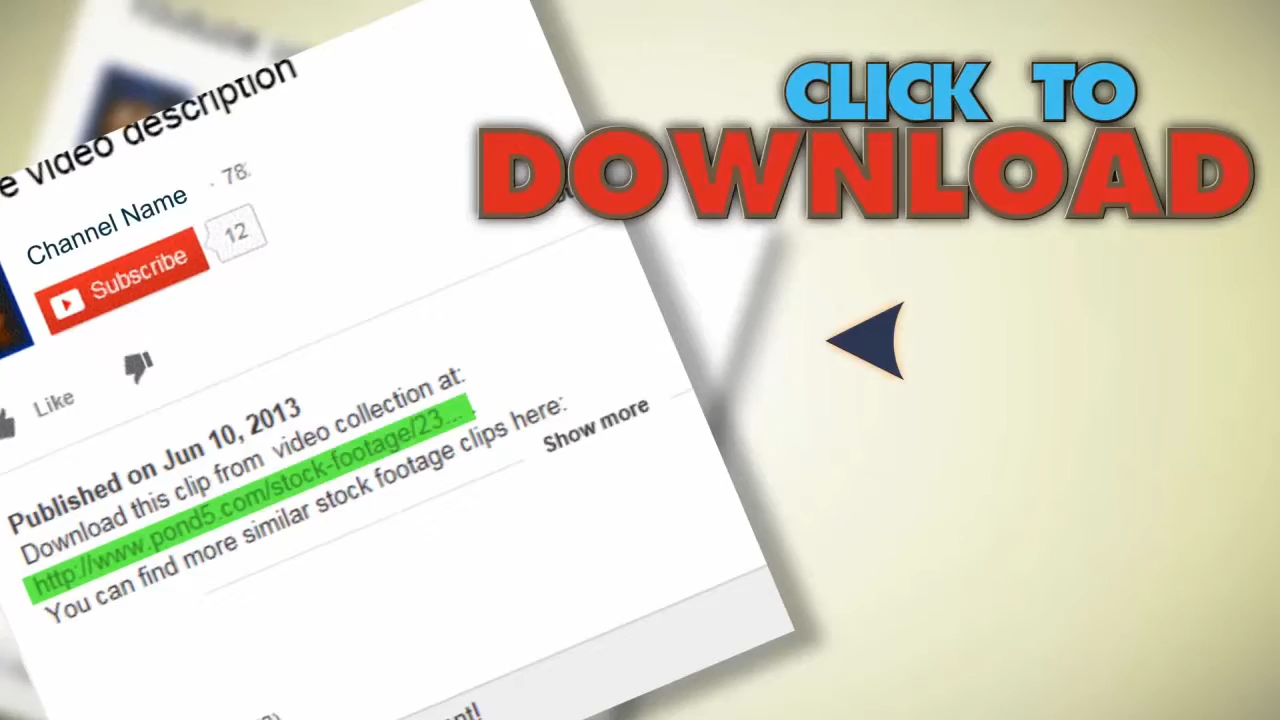 CLICK TO
DOWNLOAD
e video description
Channel Name
78
Subscribe
12
Like
Published on Jun 10, 2013
Download this clip from video collection at:
http://www.pond5.com/stock-footage/23...
You can find more similar stock footage clips here:
Show more